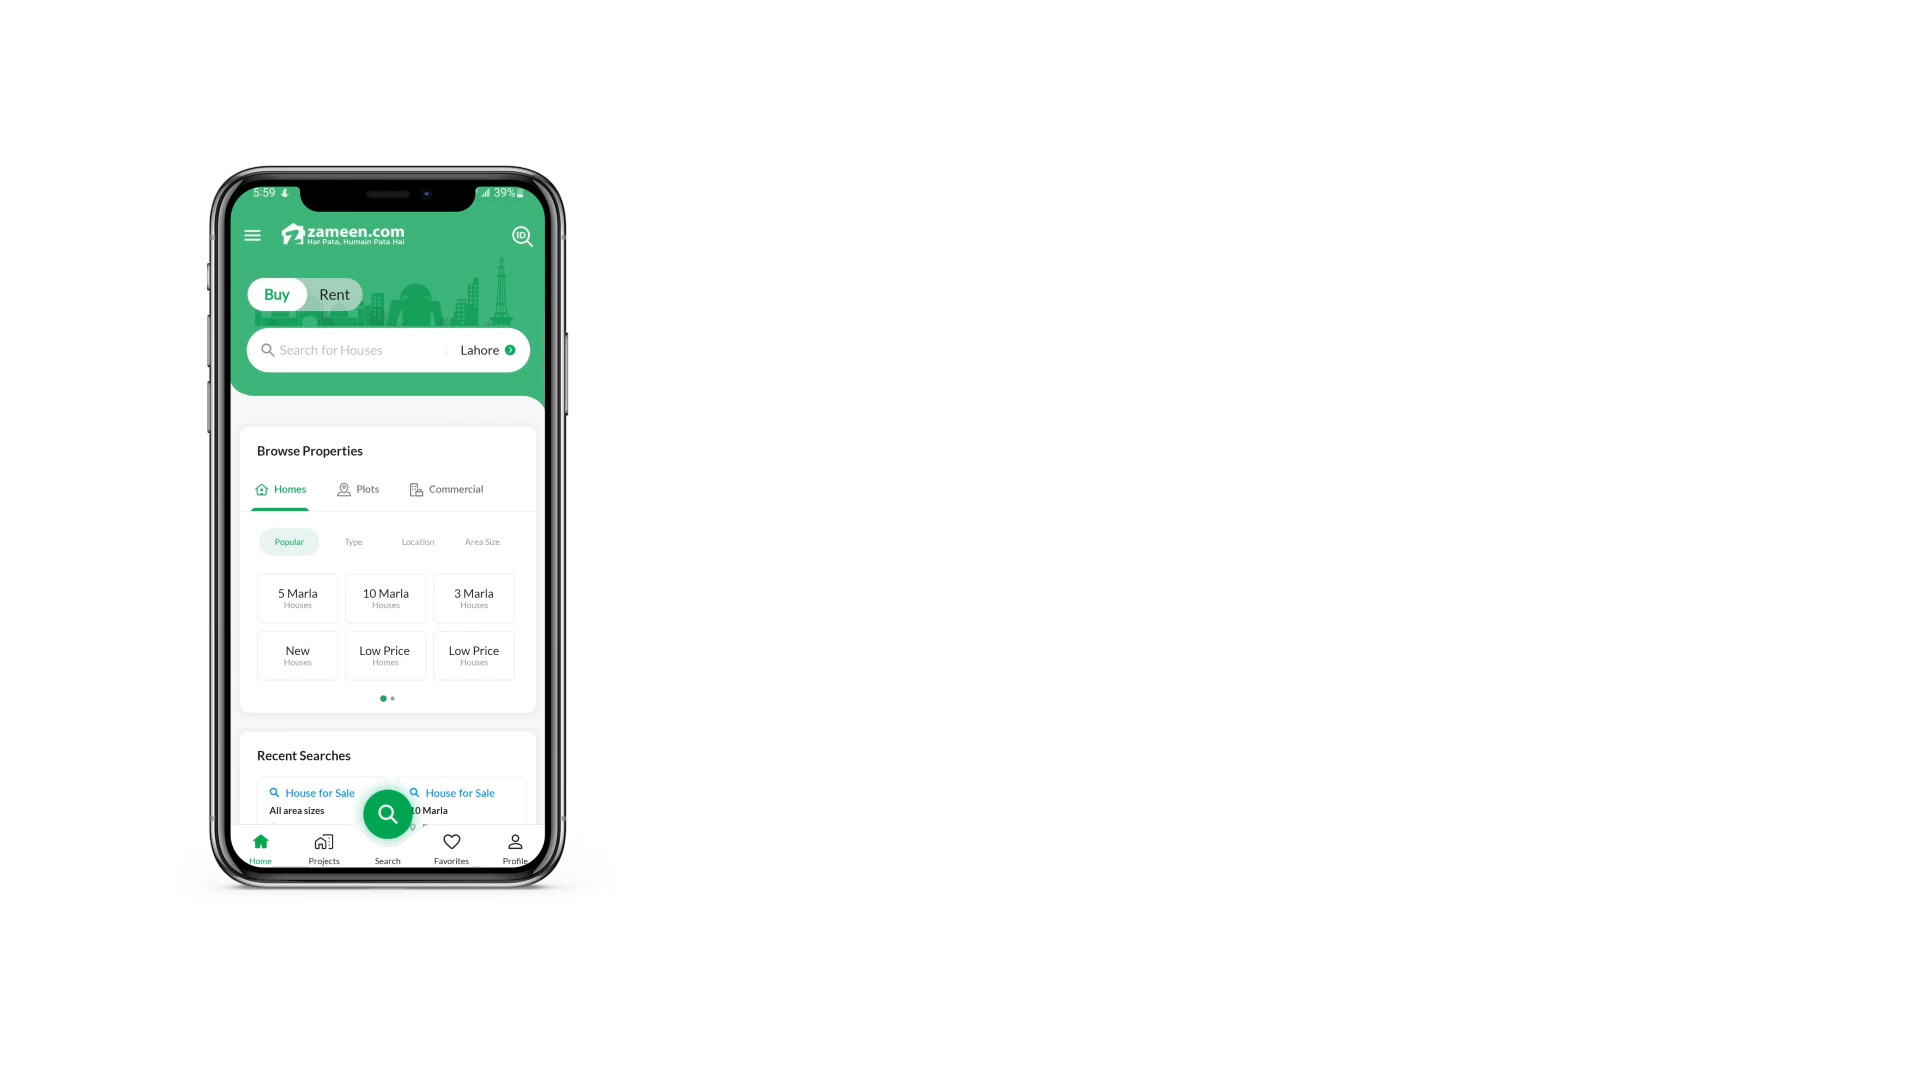 5:59
39%
zameen.com
Har Pata, Humain Pata Hai
ID
Buy Rent
Search for Houses Lahore
Browse Properties
Homes Plots Commercial
Popular Type Location Area Size
5 Marla 10 Marla 3 Marla
Houses Houses Houses
New Low Price Low Price
Houses Homes Houses
Recent Searches
House for Sale House for Sale
All area sizes 10 Marla
Home Projects Search Favorites Profile